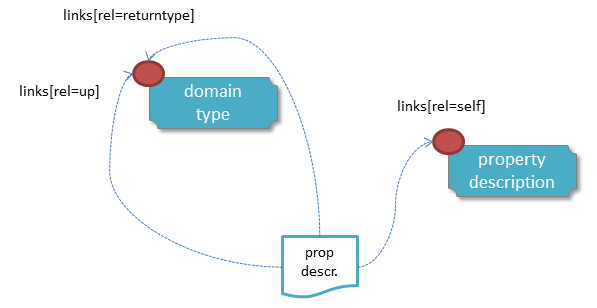 links[rel=returntype]
links[rel=up]
domain
type
links[rel=self]
property
description
prop
descr.